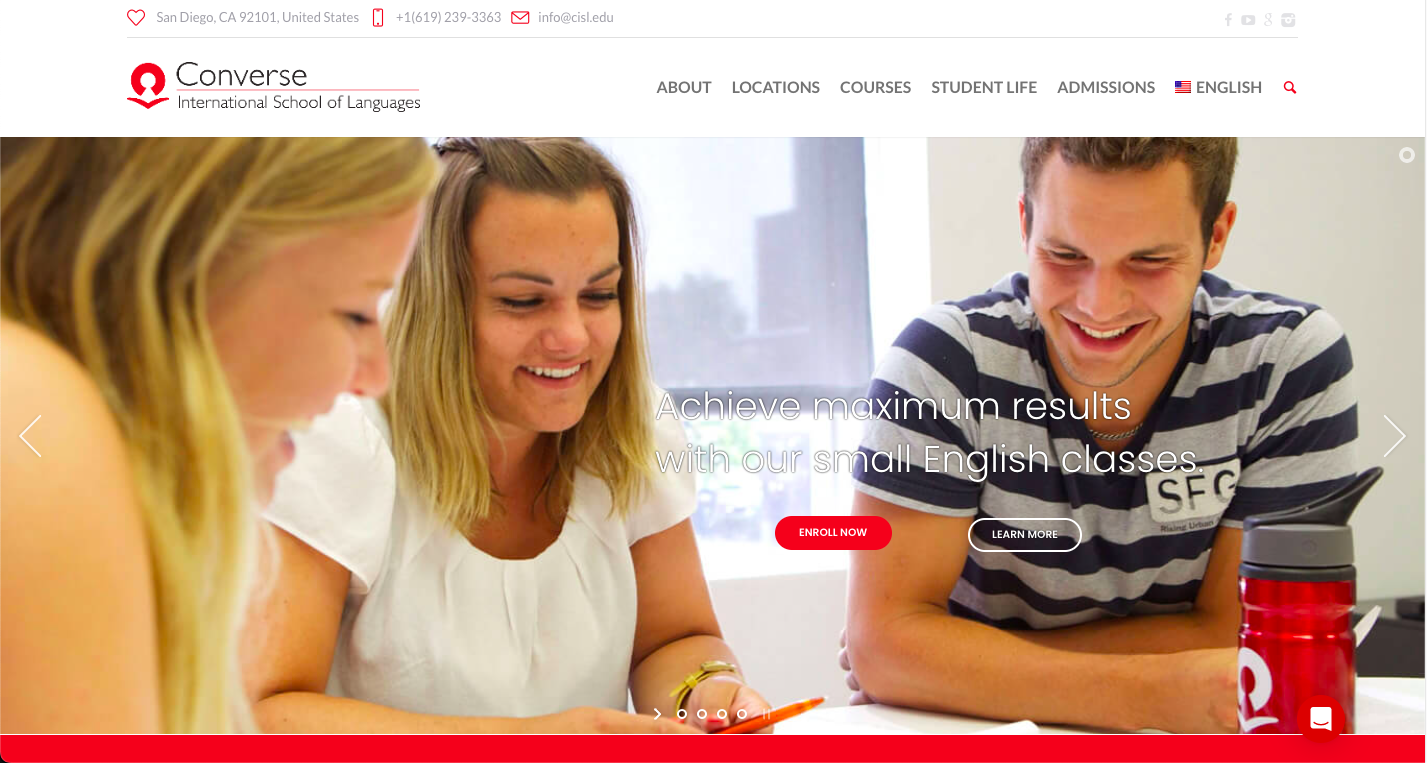 San Diego, CA 92101, United States +1(619) 239-3363 info@cisl.edu
Converse
International School of Languages
ABOUT LOCATIONS COURSES STUDENT LIFE ADMISSIONS ENGLISH
Achieve maximum results
with our small English classes.
SFG
Rising Urban
ENROLL NOW LEARN MORE